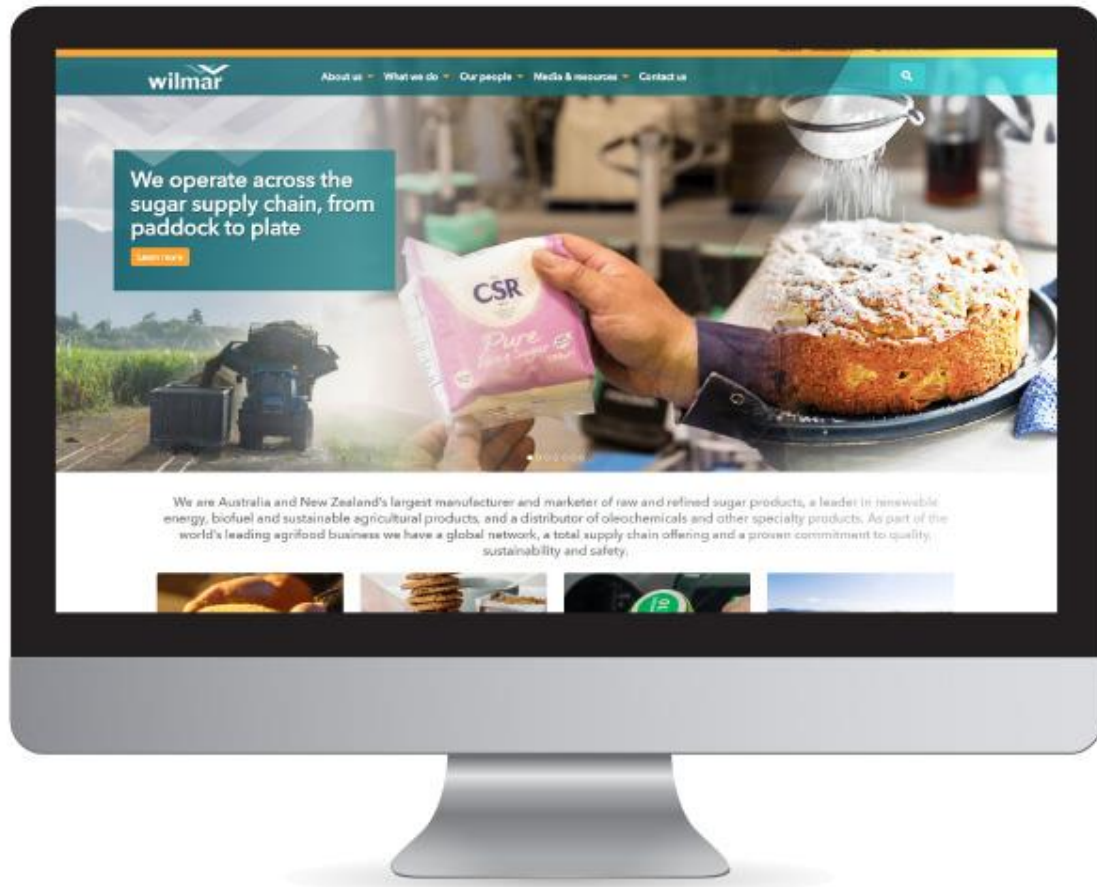 wilmar
About us What we do Our people Media & resources Contact us
We operate across the
sugar supply chain, from
paddock to plate
Learn more
CSR
Pure
We are Australia and New Zealand's largest manufacturer and marketer of raw and refined sugar products, a leader in renewable
energy, biofuel and sustainable agricultural products, and a distributor of oleochemicals and other specialty products. As part of the
world's leading agrifood business we have a global network, a total supply chain offering and a proven commitment to quality,
sustainability and safety.
10